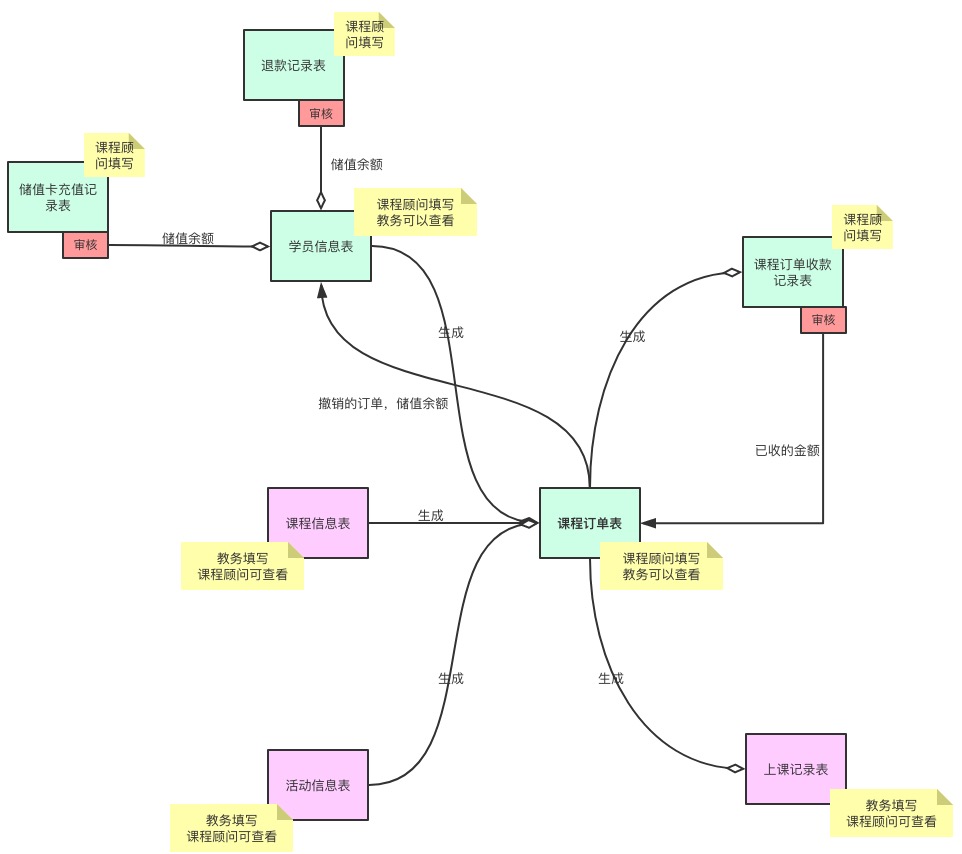 课程顾
问填写
退款记录表
审核
课程顾
问填写
储值卡充值记
录表
审核
储值余额
储值余额
课程顾问填写
教务可以查看
学员信息表
课程顾
问填写
课程订单收款
记录表
审核
生成
生成
撤销的订单，储值余额
已收的金额
课程信息表
生成
教务填写
课程顾问可查看
课程订单表
课程顾问填写
教务可以查看
生成
生成
活动信息表
教务填写
课程顾问可查看
上课记录表
教务填写
课程顾问可查看